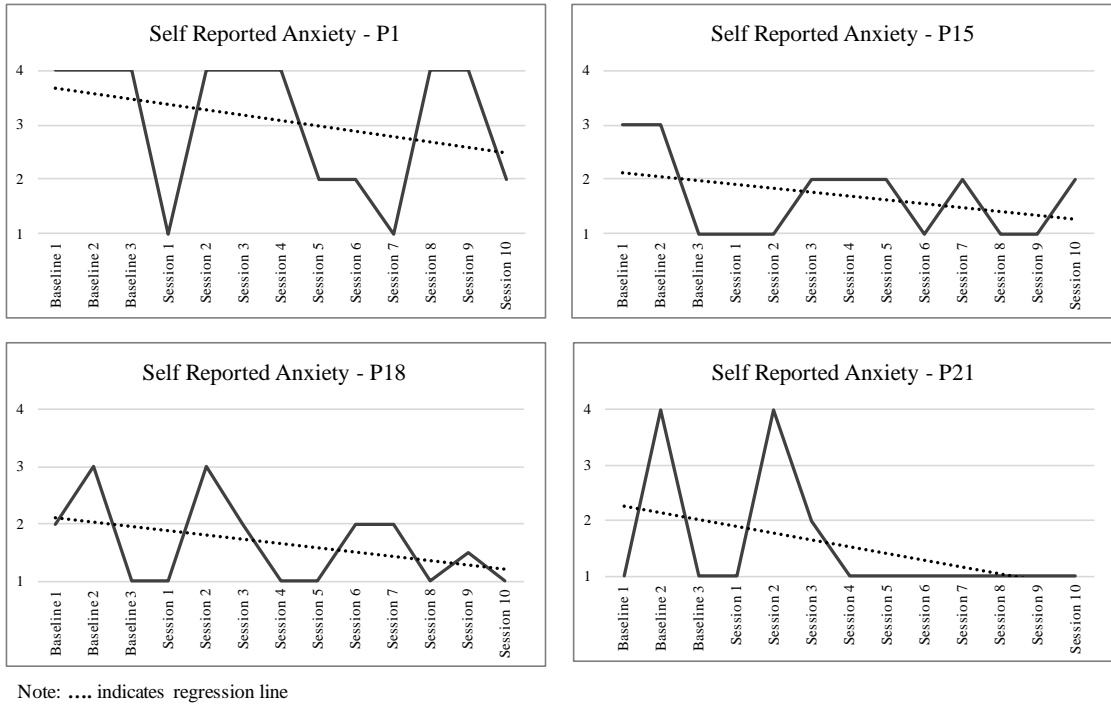 Self Reported Anxiety - P1
4
3
2
1
Baseline 1
Baseline 2
Baseline 3
Session 1
Session 2
Session 3
Session 4
Session 5
Session 6
Session 7
Session 8
Session 9
Session 10
Self Reported Anxiety - P15
4
3
2
1
Baseline 1
Baseline 2
Baseline 3
Session 1
Session 2
Session 3
Session 4
Session 5
Session 6
Session 7
Session 8
Session 9
Session 10
Self Reported Anxiety - P18
4
3
2
1
Baseline 1
Baseline 2
Baseline 3
Session 1
Session 2
Session 3
Session 4
Session 5
Session 6
Session 7
Session 8
Session 9
Session 10
Self Reported Anxiety - P21
4
3
2
1
Baseline 1
Baseline 2
Baseline 3
Session 1
Session 2
Session 3
Session 4
Session 5
Session 6
Session 7
Session 8
Session 9
Session 10
Note: .... indicates regression line